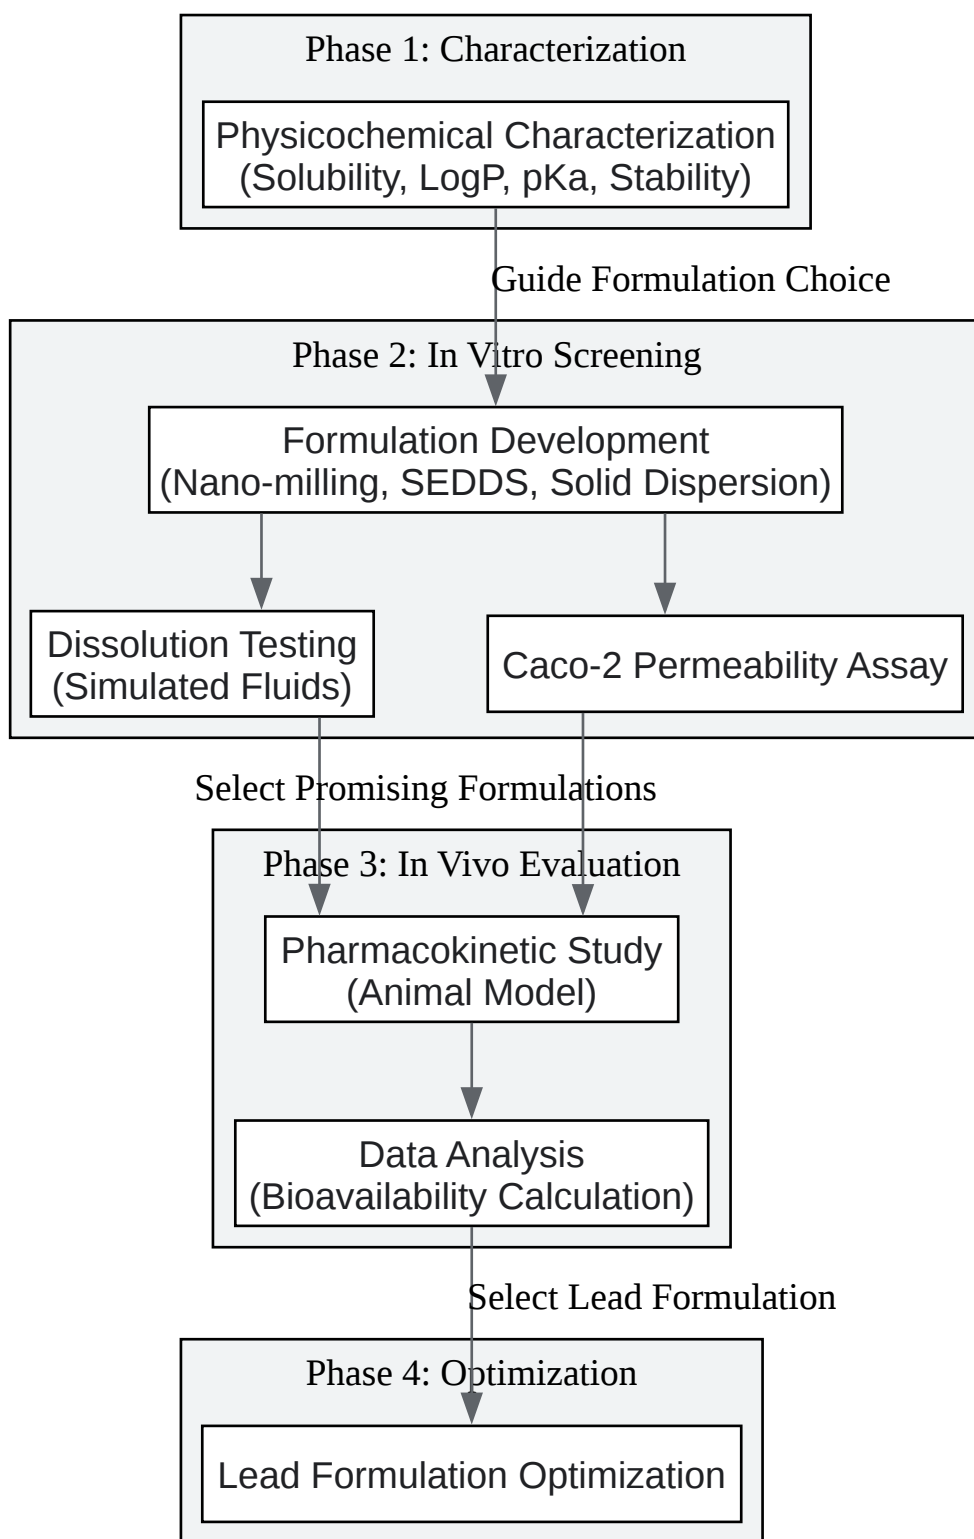 Phase 1: Characterization
Physicochemical Characterization
(Solubility, LogP, pKa, Stability)
Guide Formulation Choice
Phase 2: In Vitro Screening
Formulation Development
(Nano-milling, SEDDS, Solid Dispersion)
Dissolution Testing
(Simulated Fluids)
Caco-2 Permeability Assay
Select Promising Formulations
Phase 3: In Vivo Evaluation
Pharmacokinetic Study
(Animal Model)
Data Analysis
(Bioavailability Calculation)
Select Lead Formulation
Phase 4: Optimization
Lead Formulation Optimization